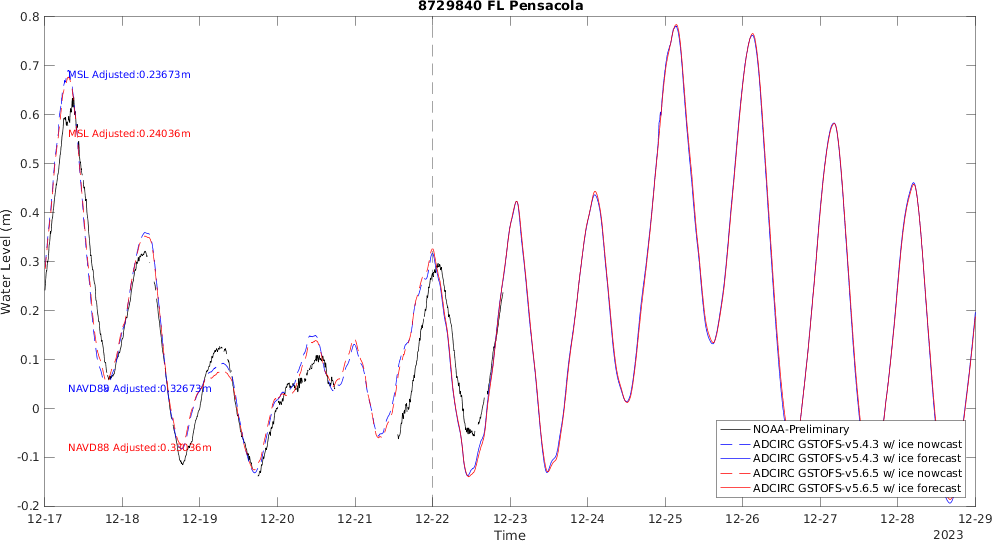 8729840 FL Pensacola
Water Level (m)
0.8
0.7
0.6
0.5
0.4
0.3
0.2
0.1
0
-0.1
-0.2
MSL Adjusted:0.23673m
MSL Adjusted:0.24036m
NAVD88 Adjusted:0.32673m
NAVD88 Adjusted:0.33036m
NOAA-Preliminary
ADCIRC GSTOFS-v5.4.3 w/ ice nowcast
ADCIRC GSTOFS-v5.4.3 w/ ice forecast
ADCIRC GSTOFS-v5.6.5 w/ ice nowcast
ADCIRC GSTOFS-v5.6.5 w/ ice forecast
12-17 12-18 12-19 12-20 12-21 12-22 12-23 12-24 12-25 12-26 12-27 12-28 12-29
Time
2023